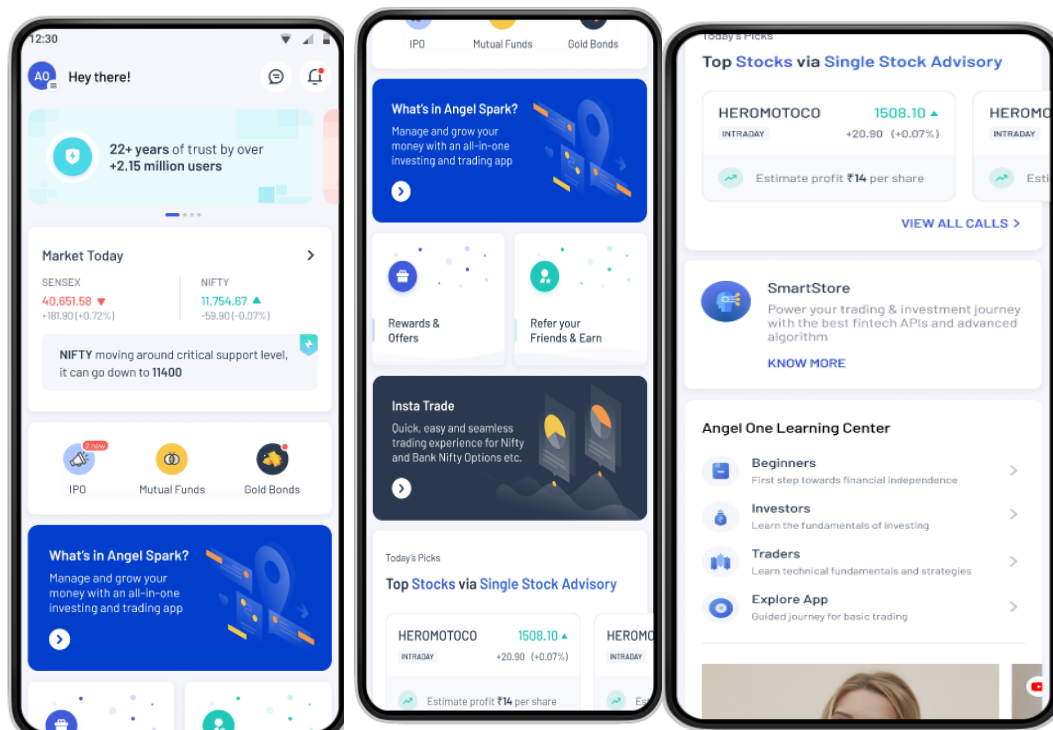 12:30
AO
Hey there!
22+ years of trust by over
+2.15 million users
Market Today
SENSEX
40,651.58 ▼
+181.90 (+0.72%)
NIFTY
11,754.67 ▲
-59.90 (-0.07%)
NIFTY moving around critical support level,
it can go down to 11400
2 new
IPO
Mutual Funds
Gold Bonds
What's in Angel Spark?
Manage and grow your
money with an all-in-one
investing and trading app
IPO
Mutual Funds
Gold Bonds
What's in Angel Spark?
Manage and grow your
money with an all-in-one
investing and trading app
Rewards &
Offers
Refer your
Friends & Earn
Insta Trade
Quick, easy and seamless
trading experience for Nifty
and Bank Nifty Options etc.
Today's Picks
Top Stocks via Single Stock Advisory
HEROMOTOCO
1508.10 ▲
INTRADAY
+20.90 (+0.07%)
Estimate profit ₹14 per share
HEROMO
INTRADAY
Es
Today's Picks
Top Stocks via Single Stock Advisory
HEROMOTOCO
1508.10 ▲
INTRADAY
+20.90 (+0.07%)
Estimate profit ₹14 per share
HEROMO
INTRADAY
Esti
VIEW ALL CALLS >
SmartStore
Power your trading & investment journey
with the best fintech APIs and advanced
algorithm
KNOW MORE
Angel One Learning Center
Beginners
First step towards financial independence
Investors
Learn the fundamentals of investing
Traders
Learn technical fundamentals and strategies
Explore App
Guided journey for basic trading